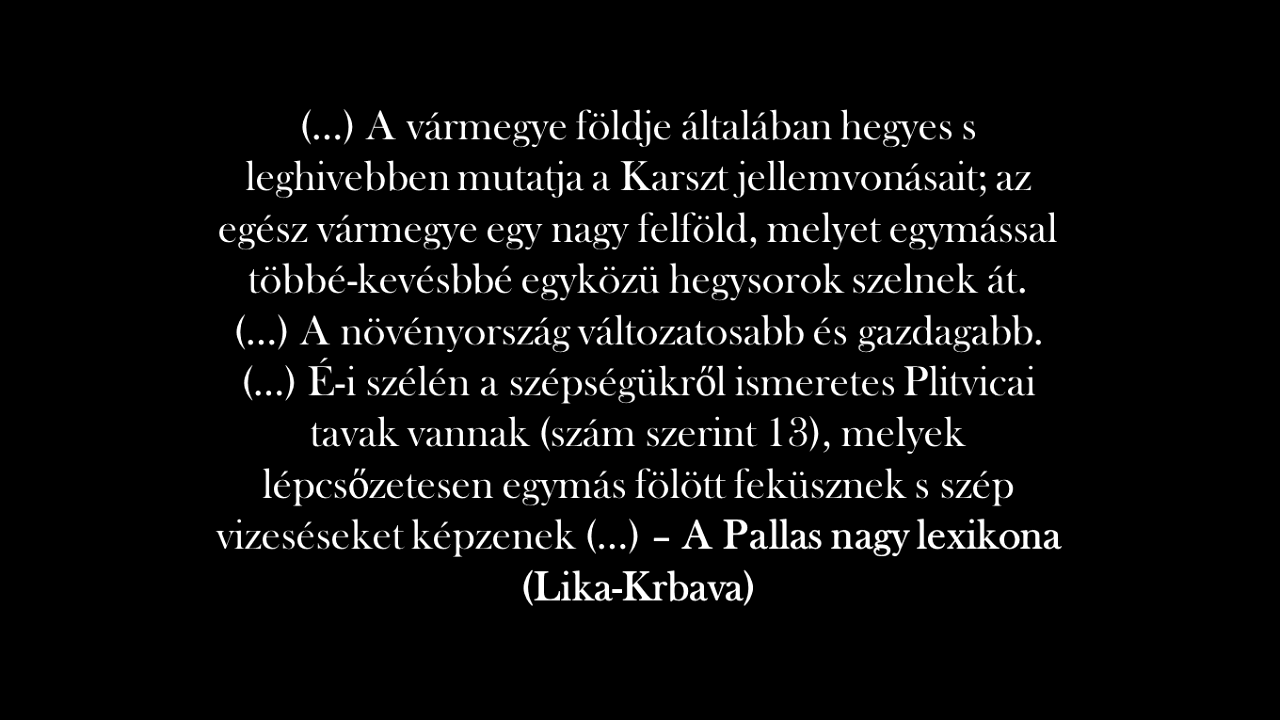 (…) A vármegye földje általában hegyes s
leghivebben mutatja a Karszt jellemvonásait; az
egész vármegye egy nagy felföld, melyet egymással
többé-kevésbbé egyközü hegysorok szelnek át.
(…) A növényország változatosabb és gazdagabb.
(…) É-i szélén a szépségükről ismeretes Plitvicai
tavak vannak (szám szerint 13), melyek
lépcsőzetesen egymás fölött feküsznek s szép
vizeséseket képzenek (…) – A Pallas nagy lexikona
(Lika-Krbava)